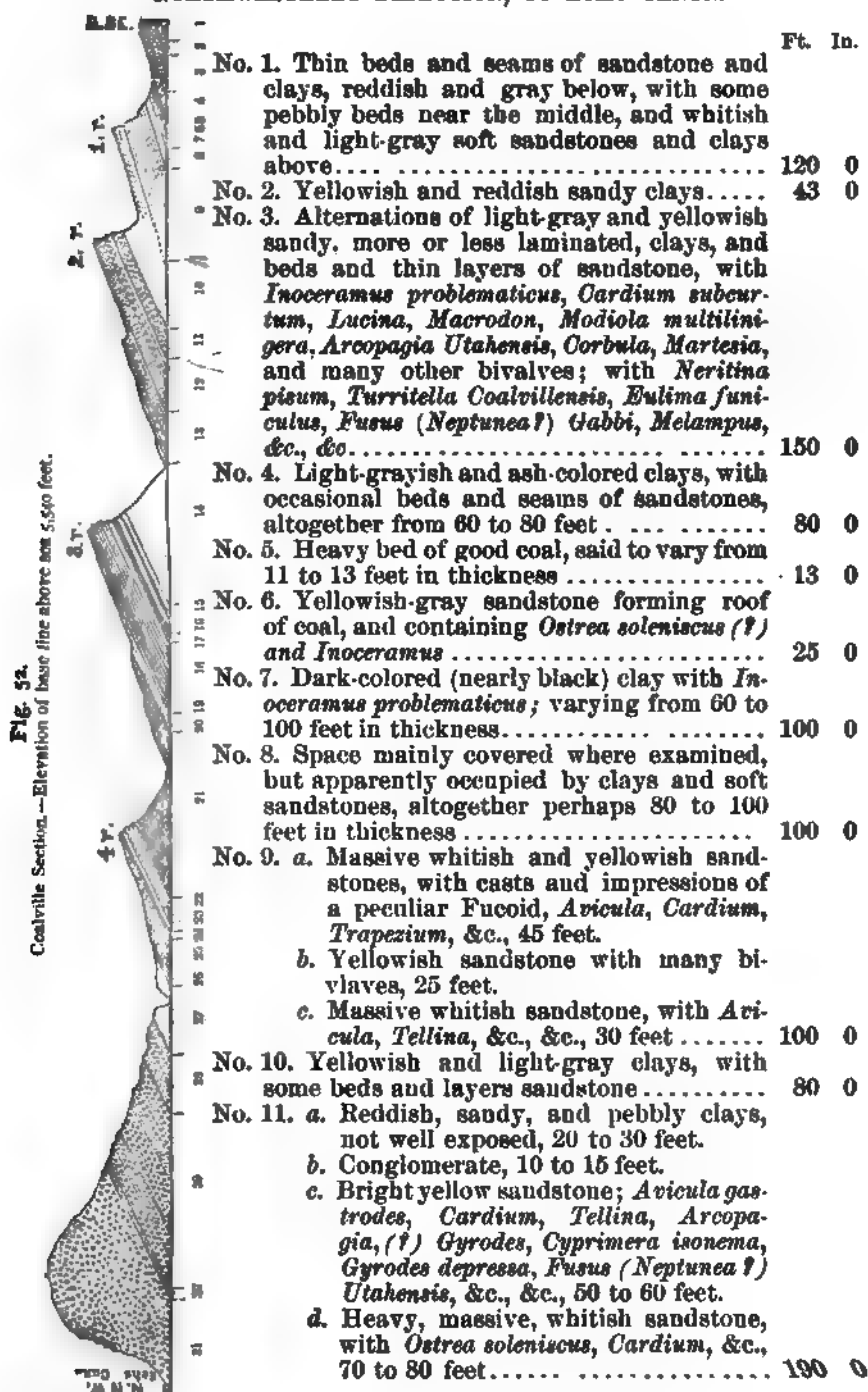 Ft. In.
No. 1. Thin beds and seams of sandstone and
clays, reddish and gray below, with some
pebbly beds near the middle, and whitish
and light-gray soft sandstones and clays
above.... .............................. 120 0
No. 2. Yellowish and reddish sandy clays..... 43 0
No. 3. Alternations of light-gray and yellowish
sandy, more or less laminated, clays, and
beds and thin layers of sandstone, with
Inoceramus problematicus, Cardium subcur-
tum, Lucina, Macrodon, Modiola multilini-
gera, Arcopagia Utahensis, Corbula, Martesia,
and many other bivalves; with Neritina
pisum, Turritella Coalvillensis, Eulima funi-
culus, Fusus (Neptunea?) Gabbi, Melampus,
&c., &c......................... ....... 150 0
No. 4. Light-grayish and ash-colored clays, with
occasional beds and seams of sandstones,
altogether from 60 to 80 feet . .... ....... 80 0
No. 5. Heavy bed of good coal, said to vary from
11 to 13 feet in thickness ................ 13 0
No. 6. Yellowish-gray sandstone forming roof
of coal, and containing Ostrea soleniscus (?)
and Inoceramus ......................... 25 0
No. 7. Dark-colored (nearly black) clay with In-
oceramus problematicus; varying from 60 to
100 feet in thickness............. ........ 100 0
No. 8. Space mainly covered where examined,
but apparently occupied by clays and soft
sandstones, altogether perhaps 80 to 100
feet in thickness ....................... 100 0
No. 9. a. Massive whitish and yellowish sand-
stones, with casts and impressions of
a peculiar Fucoid, Avicula, Cardium,
Trapezium, &c., 45 feet.
b. Yellowish sandstone with many bi-
vlaves, 25 feet.
c. Massive whitish sandstone, with Avi-
cula, Tellina, &c., &c., 30 feet ....... 100 0
No. 10. Yellowish and light-gray clays, with
some beds and layers sandstone .......... 80 0
No. 11. a. Reddish, sandy, and pebbly clays,
not well exposed, 20 to 30 feet.
b. Conglomerate, 10 to 15 feet.
c. Bright yellow sandstone; Avicula gas-
trodes, Cardium, Tellina, Arcopa-
gia, (?) Gyrodes, Cyprimera isonema,
Gyrodes depressa, Fusus (Neptunea ?)
Utahensis, &c., &c., 50 to 60 feet.
d. Heavy, massive, whitish sandstone,
with Ostrea soleniscus, Cardium, &c.,
70 to 80 feet...... ................ 190 0
Fig. 52.
Coalville Section.—Elevation of base line above sea 5,540 feet.
1. r.
2. r.
3. r.
4 r.